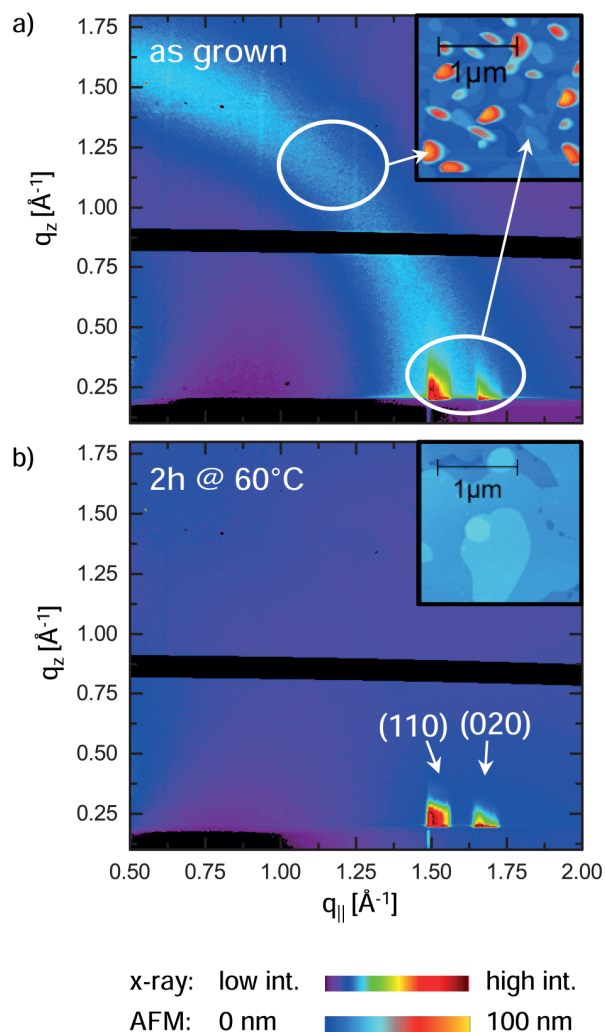 a)
as grown
1µm
1.75
1.50
1.25
1.00
0.75
0.50
0.25
q_z [Å⁻¹]
b)
2h @ 60°C
1µm
1.75
1.50
1.25
1.00
0.75
0.50
0.25
q_z [Å⁻¹]
(110) (020)
0.50 0.75 1.00 1.25 1.50 1.75 2.00
q_|| [Å⁻¹]
x-ray: low int. high int.
AFM: 0 nm 100 nm